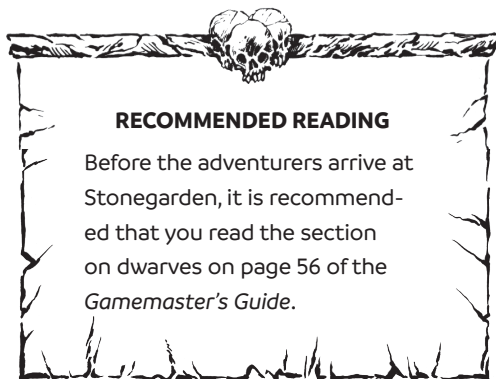 RECOMMENDED READING
Before the adventurers arrive at
Stonegarden, it is recommend-
ed that you read the section
on dwarves on page 56 of the
Gamemaster's Guide.